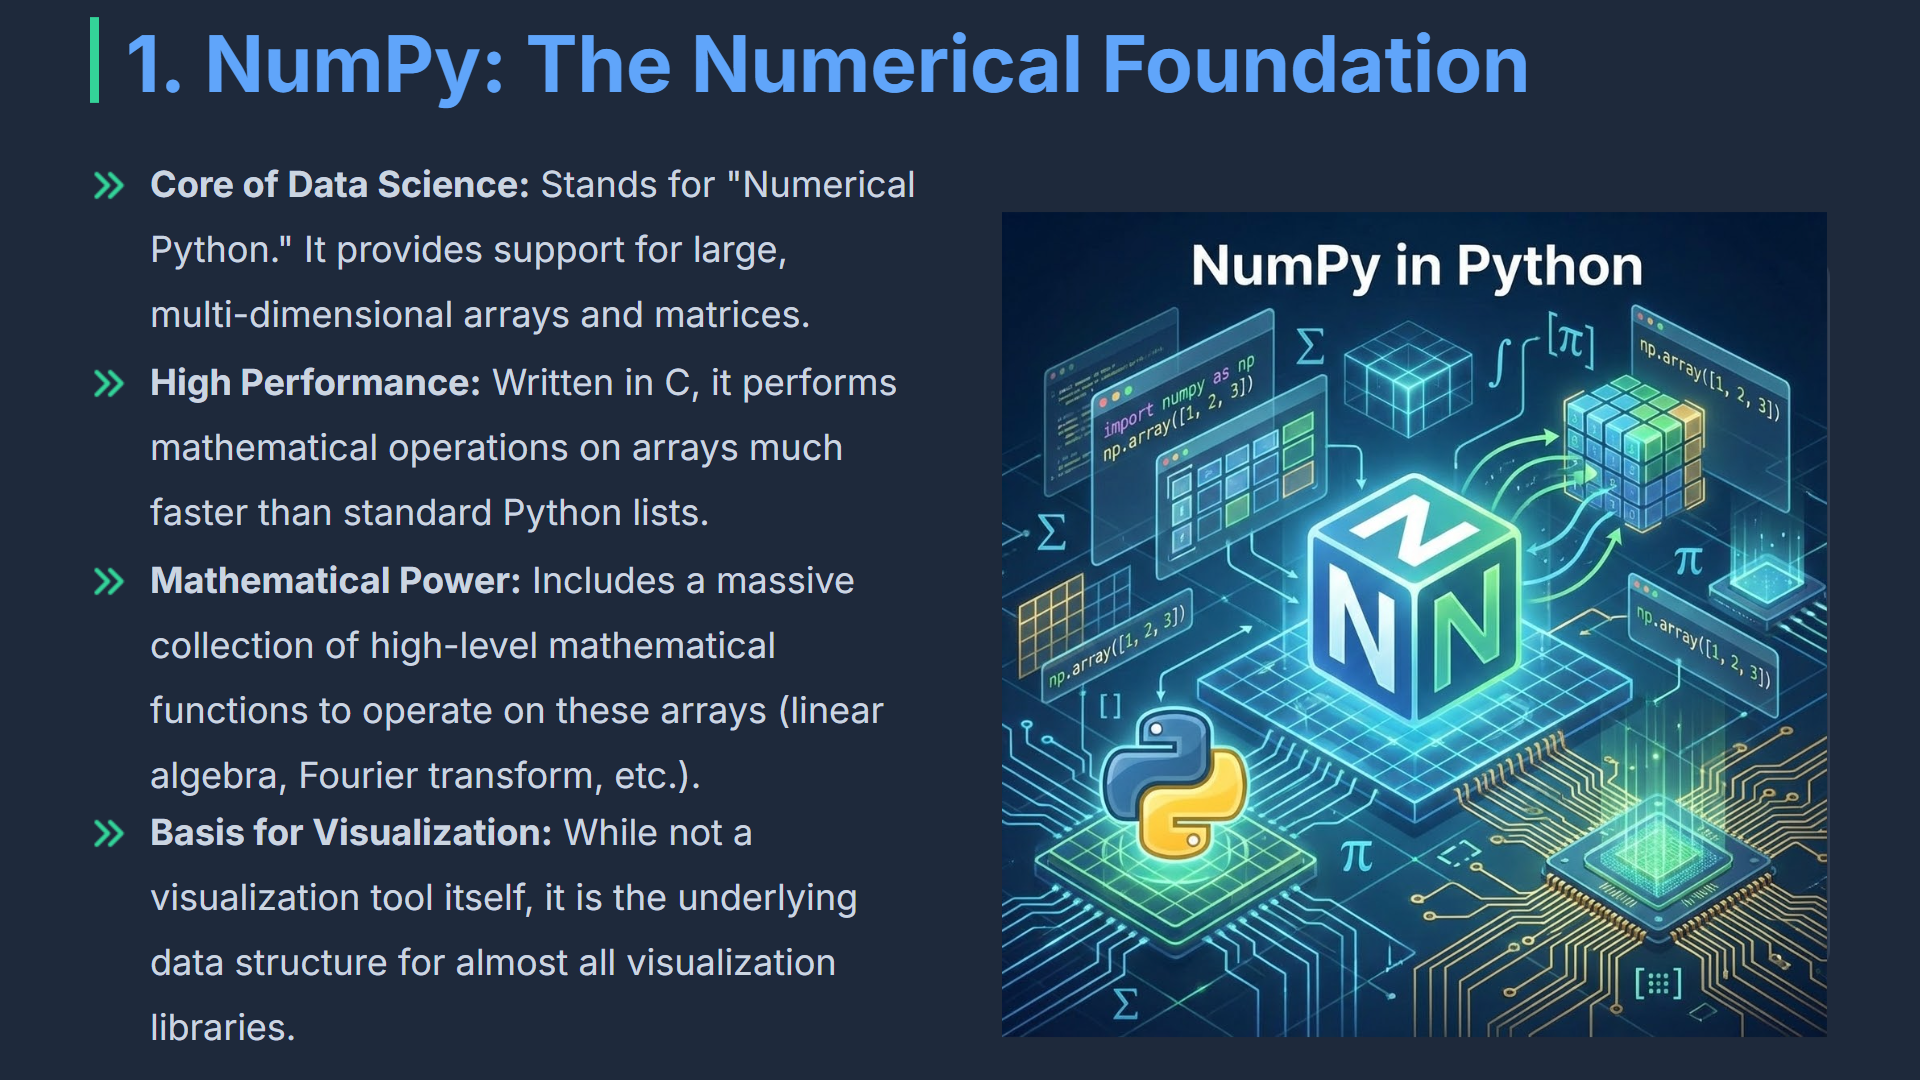 1. NumPy: The Numerical Foundation
Core of Data Science: Stands for "Numerical
Python." It provides support for large,
multi-dimensional arrays and matrices.
High Performance: Written in C, it performs
mathematical operations on arrays much
faster than standard Python lists.
Mathematical Power: Includes a massive
collection of high-level mathematical
functions to operate on these arrays (linear
algebra, Fourier transform, etc.).
Basis for Visualization: While not a
visualization tool itself, it is the underlying
data structure for almost all visualization
libraries.
NumPy in Python
import numpy as np
np.array([1, 2, 3])
Σ
∫
[π]
np.array([1, 2, 3])
Σ
π
np.array([1, 2, 3])
np.array([1, 2, 3])
[ ]
N
N
N
π
Σ